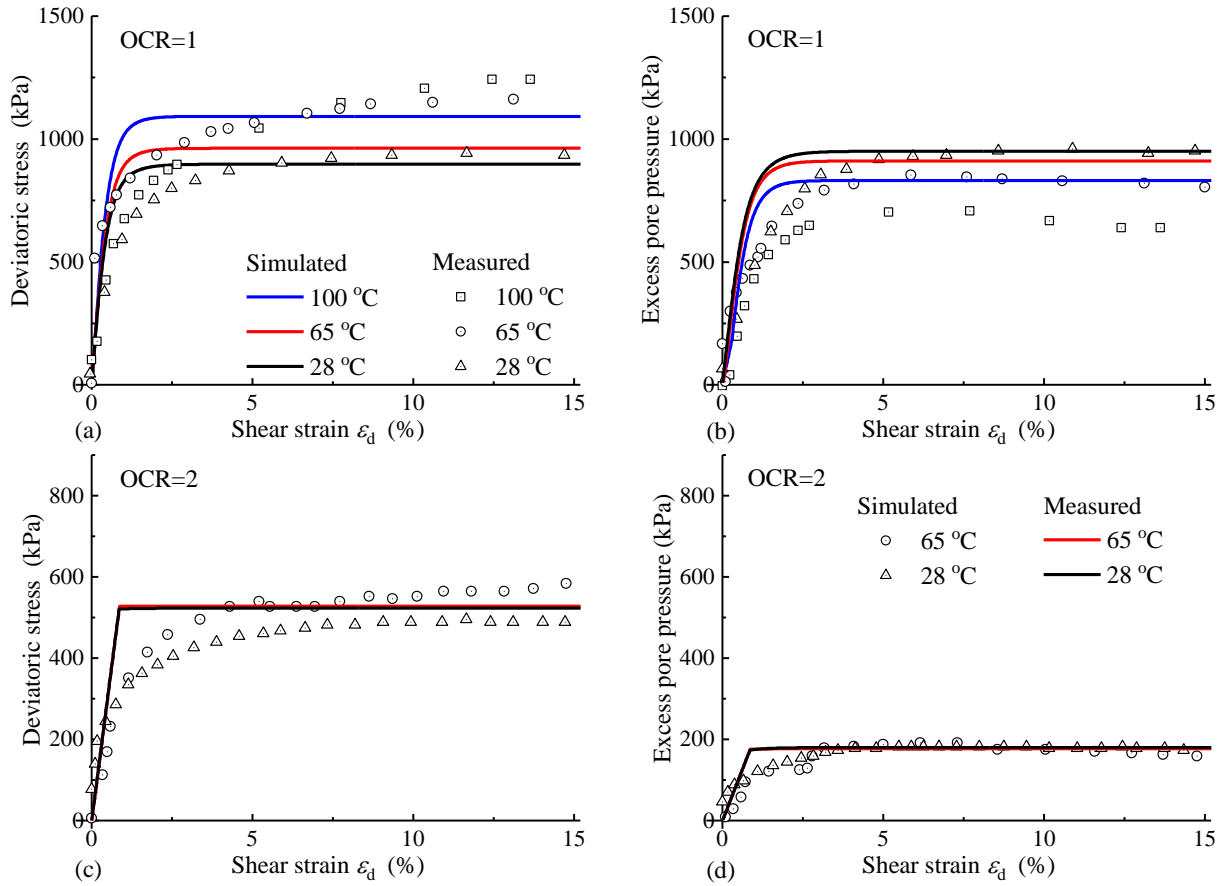 1500
1000
500
0
Deviatoric stress (kPa)
OCR=1
Simulated Measured
100 °C 100 °C
65 °C 65 °C
28 °C 28 °C
0 5 10 15
(a) Shear strain εd (%)
1500
1000
500
0
Excess pore pressure (kPa)
OCR=1
0 5 10 15
(b) Shear strain εd (%)
800
600
400
200
0
Deviatoric stress (kPa)
OCR=2
0 5 10 15
(c) Shear strain εd (%)
800
600
400
200
0
Excess pore pressure (kPa)
OCR=2
Simulated Measured
65 °C 65 °C
28 °C 28 °C
0 5 10 15
(d) Shear strain εd (%)